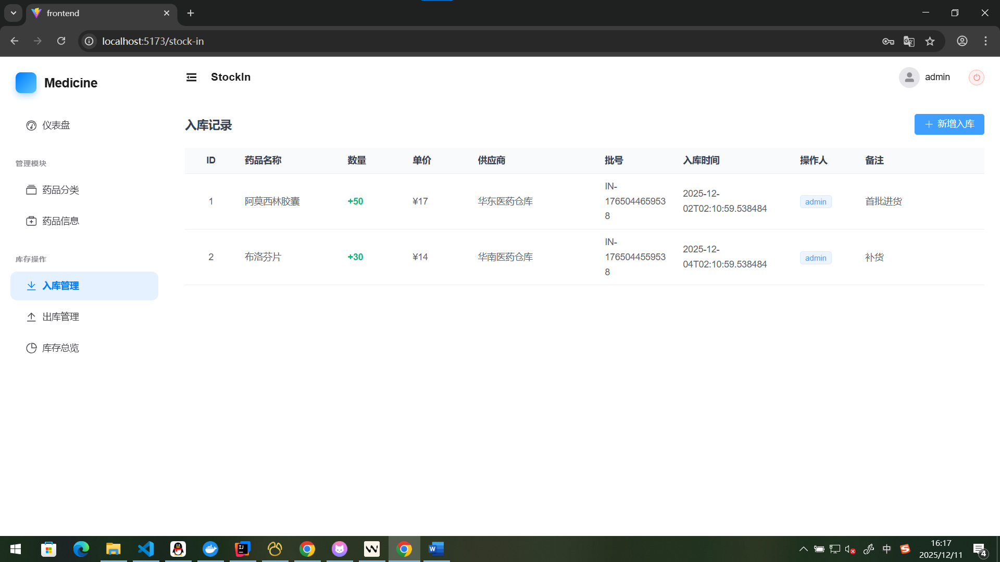 frontend
localhost:5173/stock-in
Medicine
StockIn
admin
仪表盘
入库记录
新增入库
管理模块
药品分类
药品信息
库存操作
入库管理
出库管理
库存总览
ID 药品名称 数量 单价 供应商 批号 入库时间 操作人 备注
1 阿莫西林胶囊 +50 ¥17 华东医药仓库 IN-
176504465953
8
2025-12-
02T02:10:59.538484
admin 首批进货
2 布洛芬片 +30 ¥14 华南医药仓库 IN-
176504455953
8
2025-12-
04T02:10:59.538484
admin 补货
中
16:17
2025/12/11
4